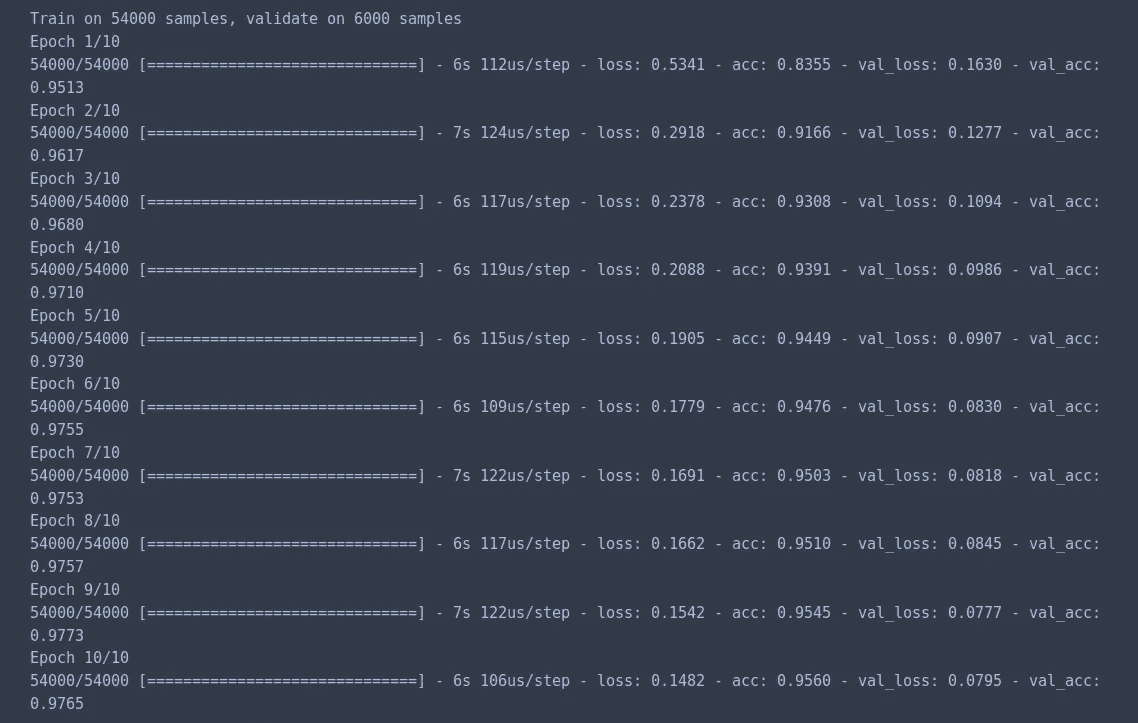 Train on 54000 samples, validate on 6000 samples
Epoch 1/10
54000/54000 [==============================] - 6s 112us/step - loss: 0.5341 - acc: 0.8355 - val_loss: 0.1630 - val_acc:
0.9513
Epoch 2/10
54000/54000 [==============================] - 7s 124us/step - loss: 0.2918 - acc: 0.9166 - val_loss: 0.1277 - val_acc:
0.9617
Epoch 3/10
54000/54000 [==============================] - 6s 117us/step - loss: 0.2378 - acc: 0.9308 - val_loss: 0.1094 - val_acc:
0.9680
Epoch 4/10
54000/54000 [==============================] - 6s 119us/step - loss: 0.2088 - acc: 0.9391 - val_loss: 0.0986 - val_acc:
0.9710
Epoch 5/10
54000/54000 [==============================] - 6s 115us/step - loss: 0.1905 - acc: 0.9449 - val_loss: 0.0907 - val_acc:
0.9730
Epoch 6/10
54000/54000 [==============================] - 6s 109us/step - loss: 0.1779 - acc: 0.9476 - val_loss: 0.0830 - val_acc:
0.9755
Epoch 7/10
54000/54000 [==============================] - 7s 122us/step - loss: 0.1691 - acc: 0.9503 - val_loss: 0.0818 - val_acc:
0.9753
Epoch 8/10
54000/54000 [==============================] - 6s 117us/step - loss: 0.1662 - acc: 0.9510 - val_loss: 0.0845 - val_acc:
0.9757
Epoch 9/10
54000/54000 [==============================] - 7s 122us/step - loss: 0.1542 - acc: 0.9545 - val_loss: 0.0777 - val_acc:
0.9773
Epoch 10/10
54000/54000 [==============================] - 6s 106us/step - loss: 0.1482 - acc: 0.9560 - val_loss: 0.0795 - val_acc:
0.9765